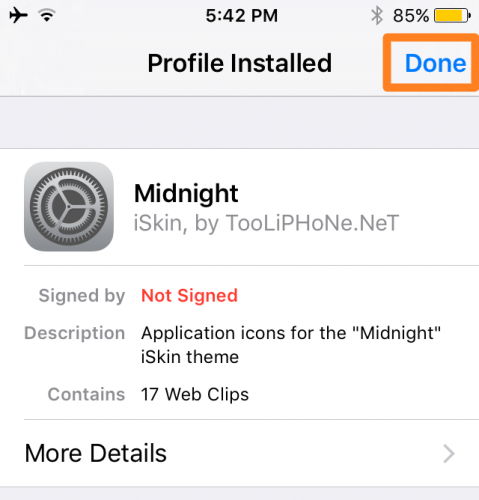 5:42 PM 85%
Profile Installed Done
Midnight
iSkin, by TooLiPHoNe.NeT
Signed by Not Signed
Description Application icons for the "Midnight"
iSkin theme
Contains 17 Web Clips
More Details